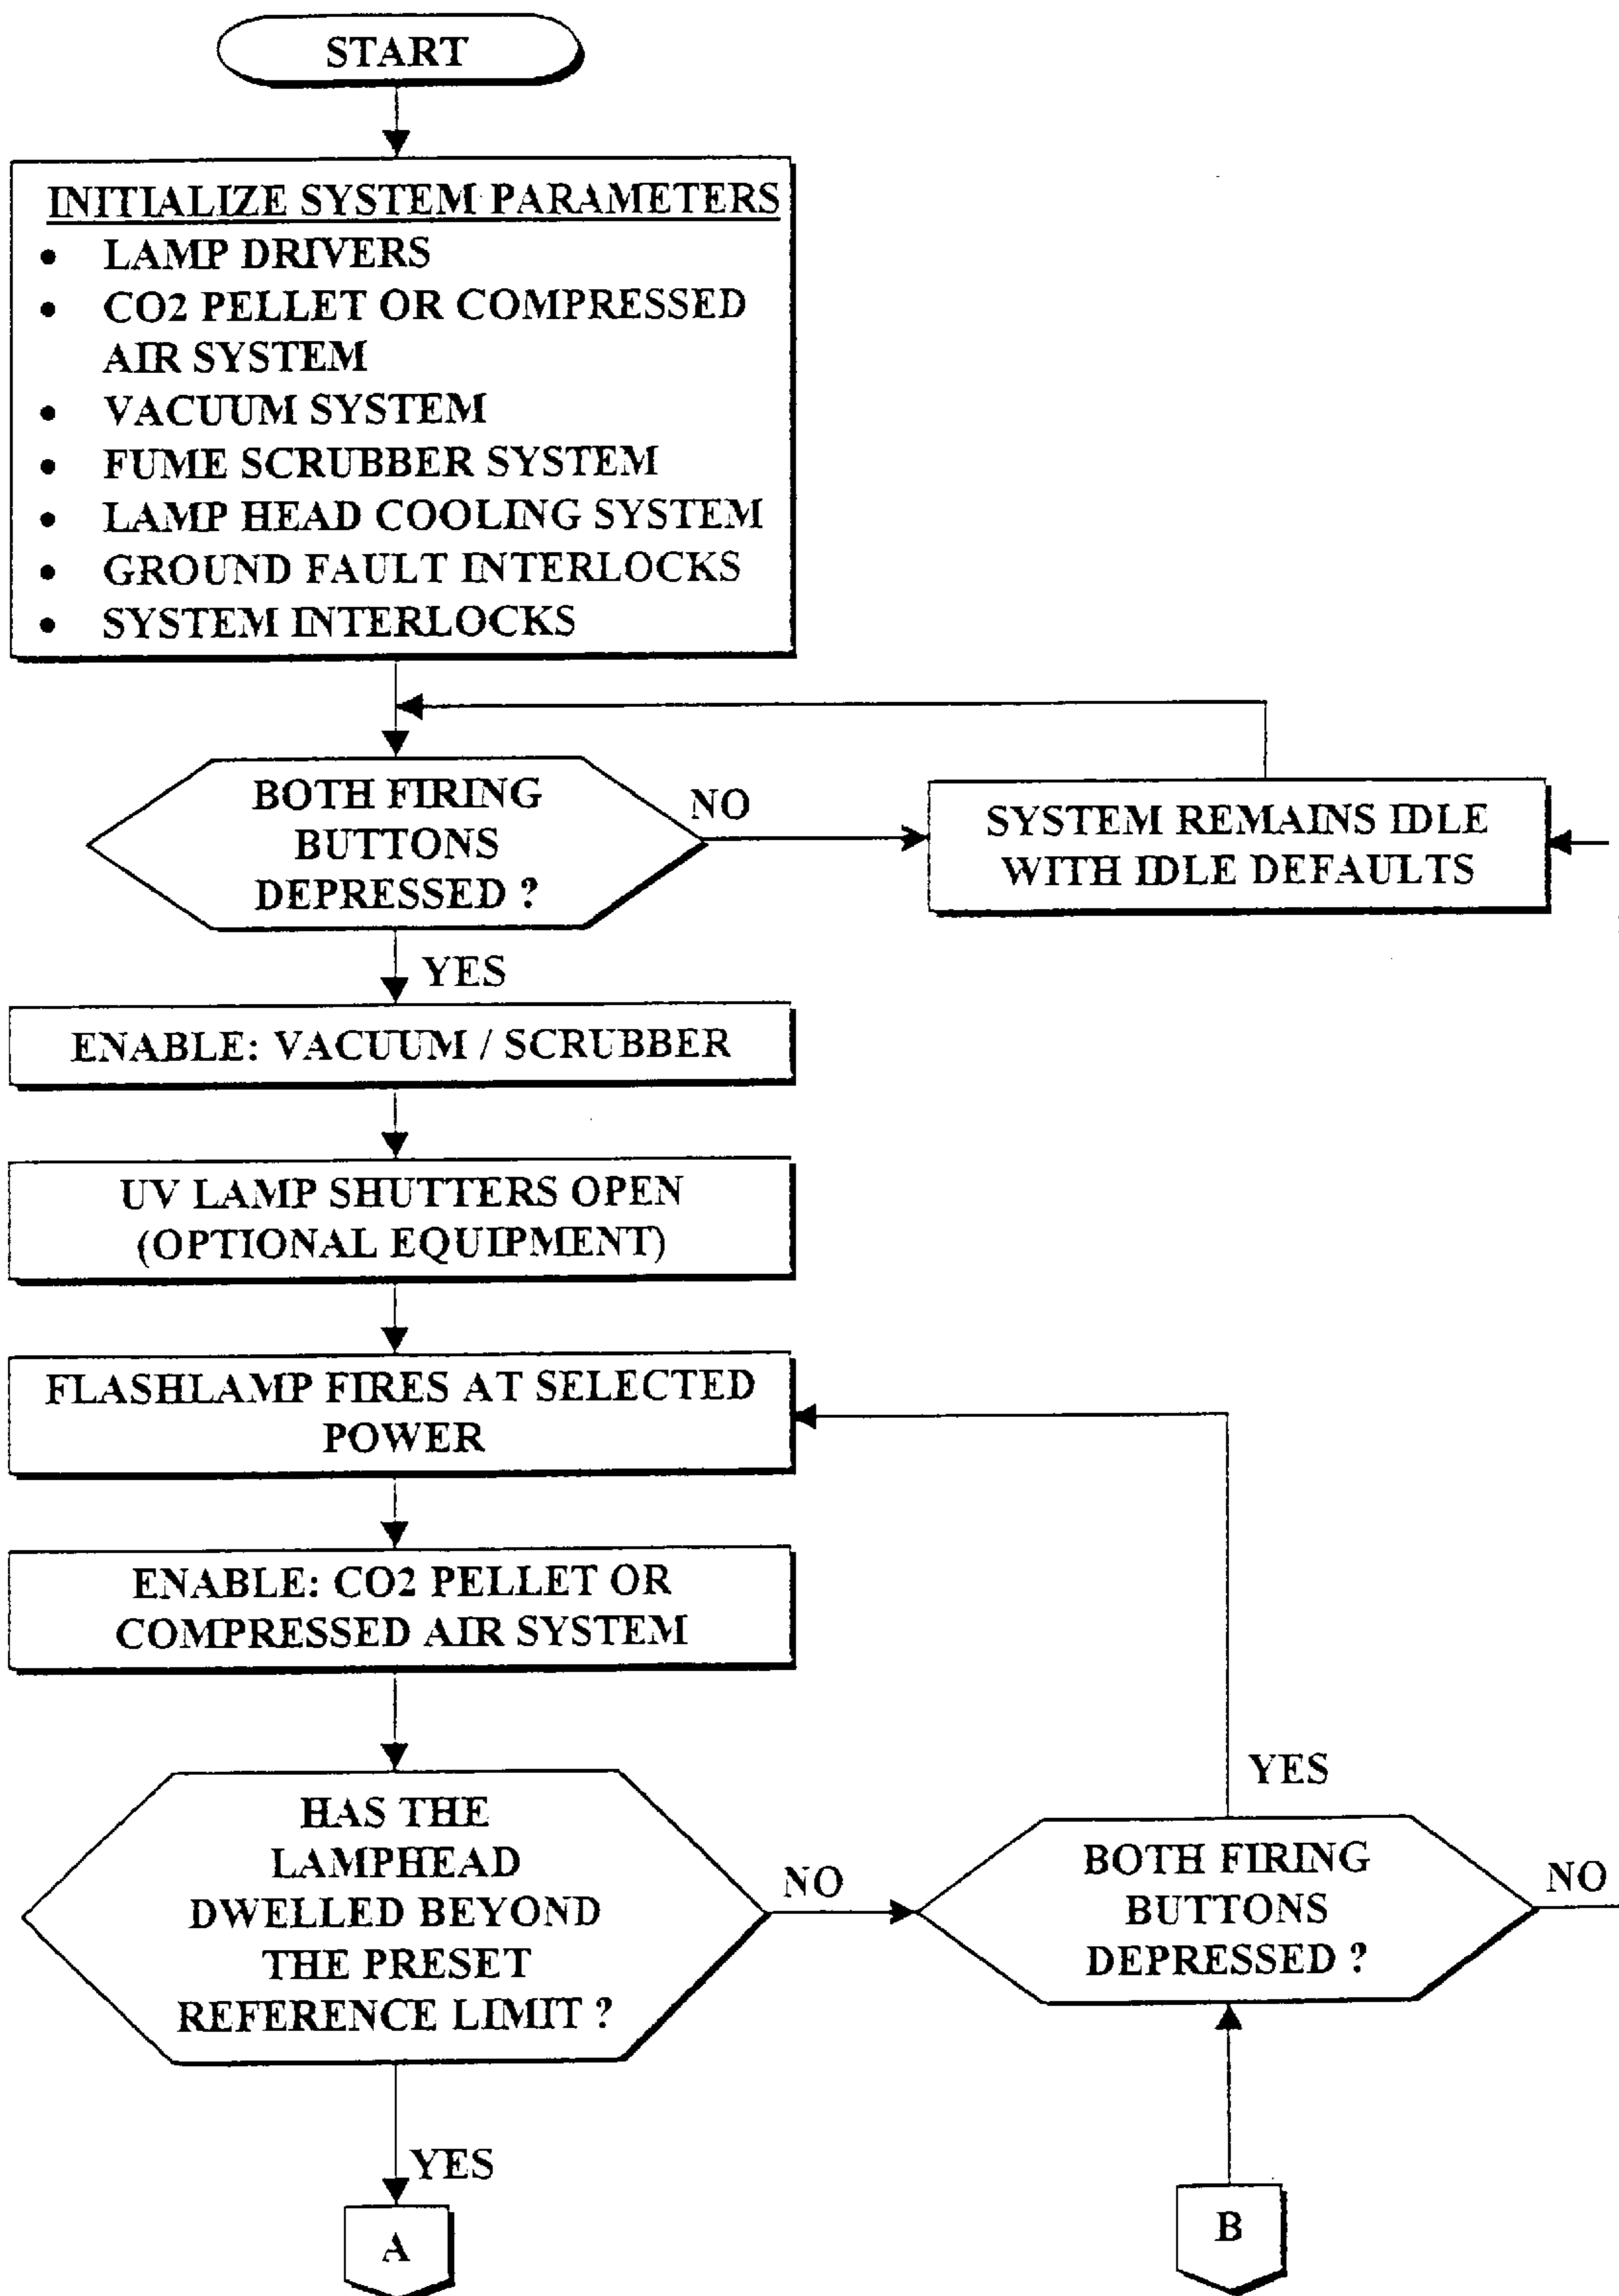 START
INITIALIZE SYSTEM PARAMETERS
• LAMP DRIVERS
• CO2 PELLET OR COMPRESSED
AIR SYSTEM
• VACUUM SYSTEM
• FUME SCRUBBER SYSTEM
• LAMP HEAD COOLING SYSTEM
• GROUND FAULT INTERLOCKS
• SYSTEM INTERLOCKS
BOTH FIRING
BUTTONS
DEPRESSED ?
NO
SYSTEM REMAINS IDLE
WITH IDLE DEFAULTS
YES
ENABLE: VACUUM / SCRUBBER
UV LAMP SHUTTERS OPEN
(OPTIONAL EQUIPMENT)
FLASHLAMP FIRES AT SELECTED
POWER
ENABLE: CO2 PELLET OR
COMPRESSED AIR SYSTEM
HAS THE
LAMPHEAD
DWELLED BEYOND
THE PRESET
REFERENCE LIMIT ?
NO
YES
BOTH FIRING
BUTTONS
DEPRESSED ?
NO
YES
A
B